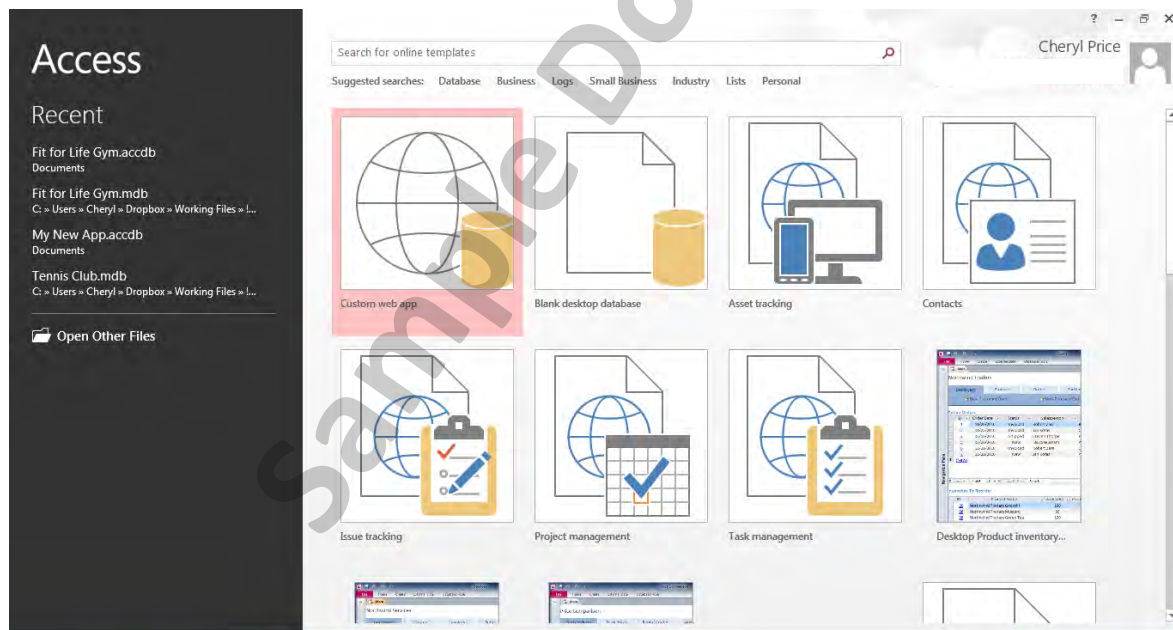 ? 
Access
Search for online templates
Cheryl Price
Suggested searches: Database Business Logs Small Business Industry Lists Personal
Recent
Fit for Life Gym.accdb
Documents
Fit for Life Gym.mdb
C: » Users » Cheryl » Dropbox » Working Files » !...
My New App.accdb
Documents
Tennis Club.mdb
C: » Users » Cheryl » Dropbox » Working Files » !...
Open Other Files
Custom web app
Blank desktop database
Asset tracking
Contacts
Issue tracking
Project management
Task management
Desktop Product inventory...
Sample Do